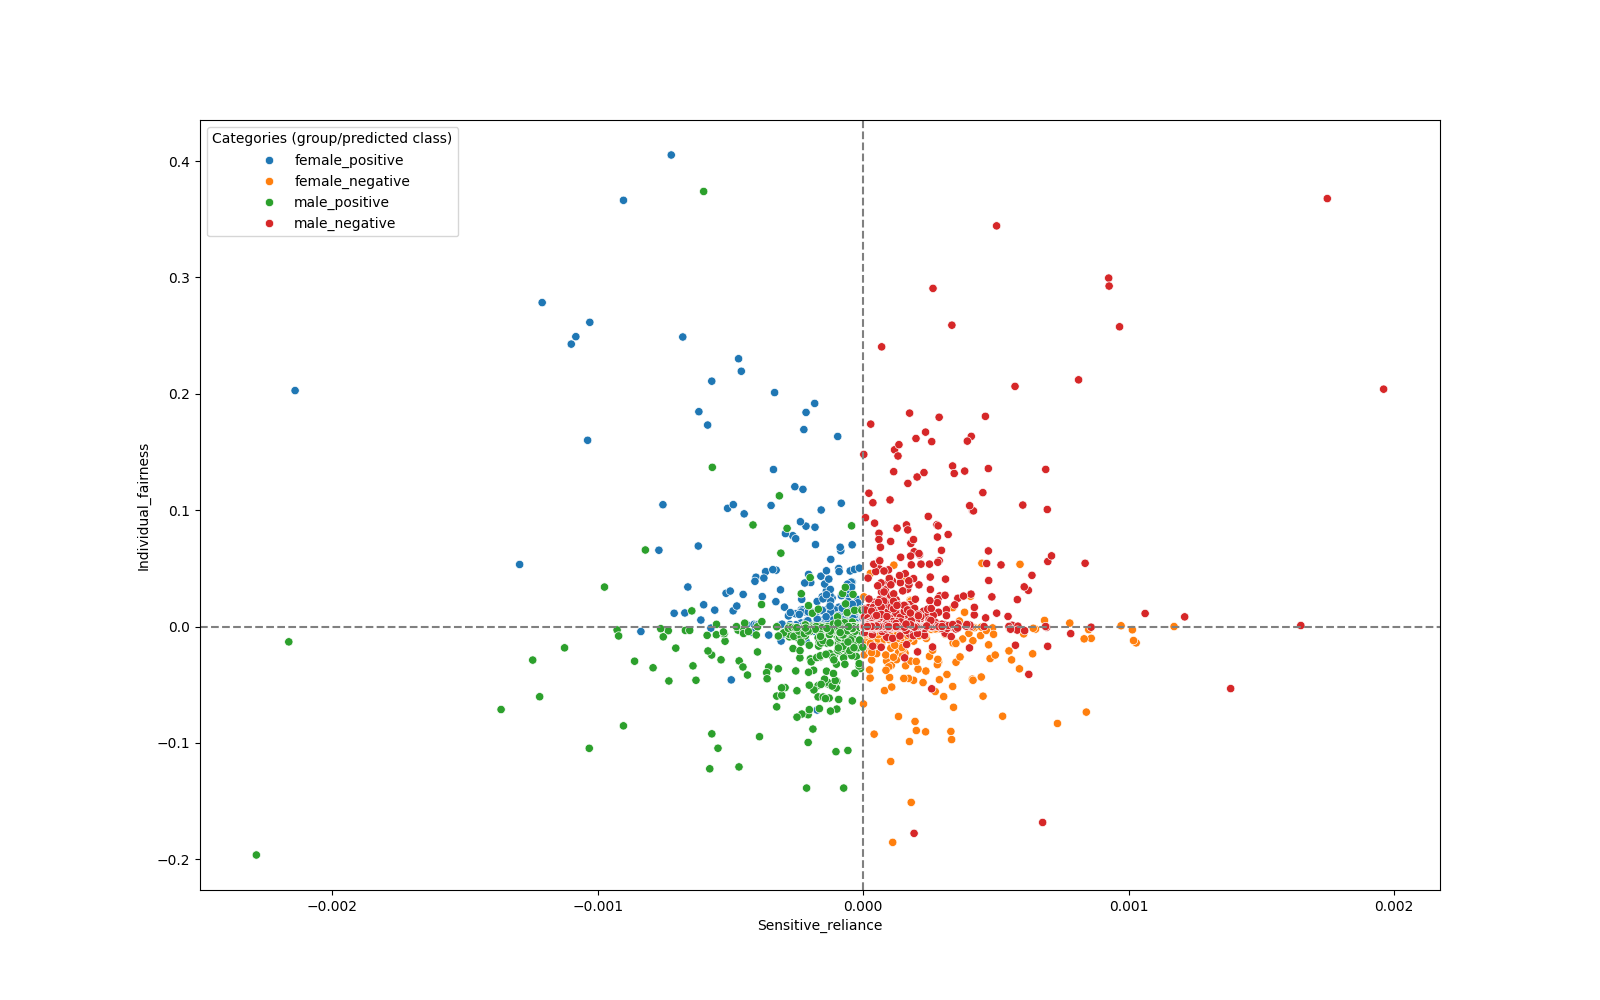 Categories (group/predicted class)
female_positive
female_negative
male_positive
male_negative
0.4
0.3
0.2
0.1
0.0
−0.1
−0.2
Individual_fairness
−0.002
−0.001
0.000
0.001
0.002
Sensitive_reliance